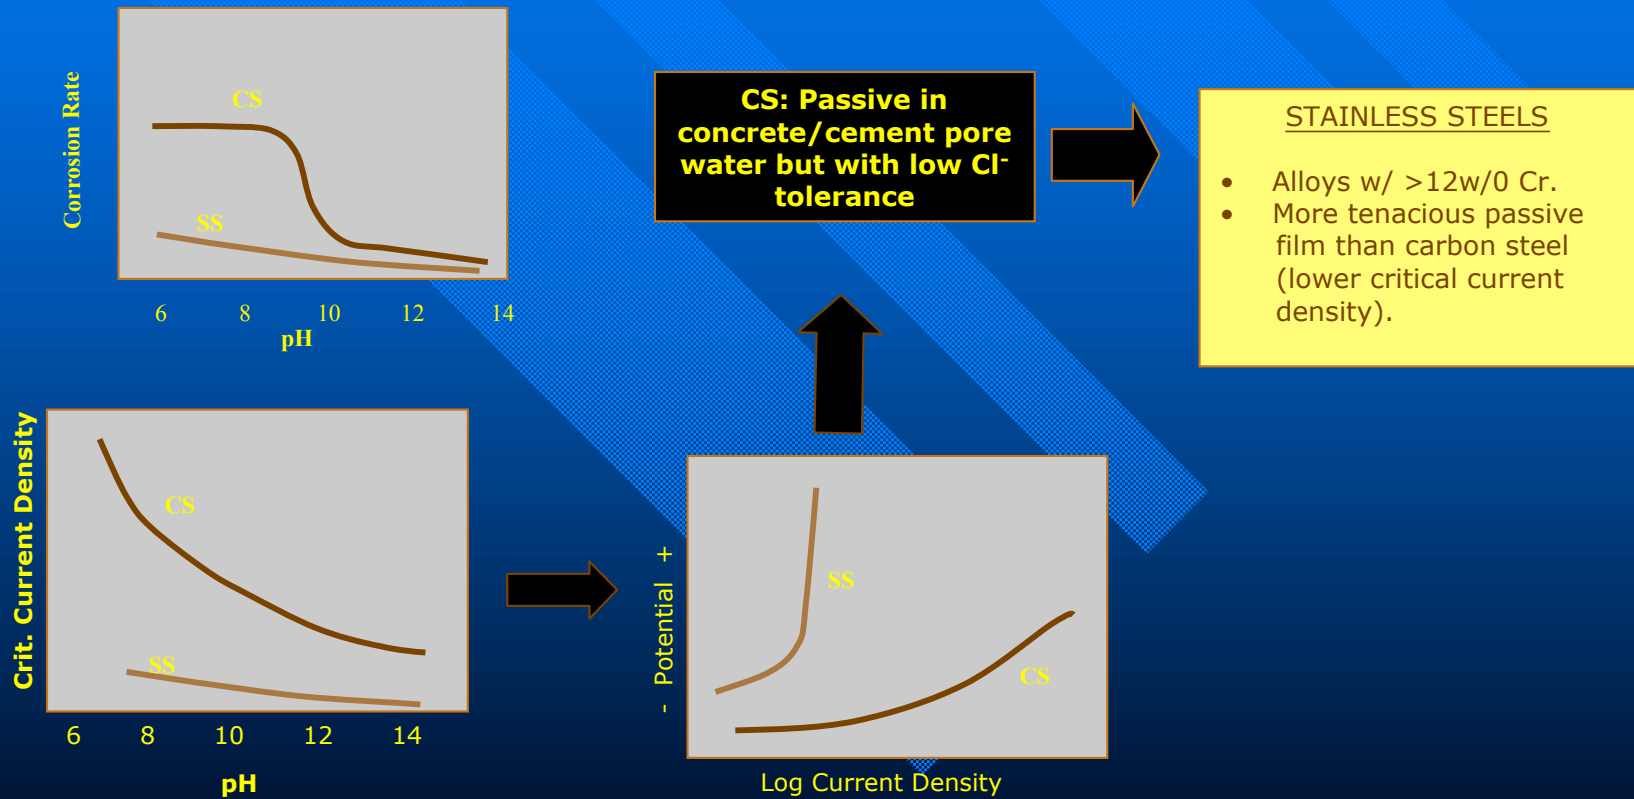 Corrosion Rate
CS
SS
6 8 10 12 14
pH
CS: Passive in
concrete/cement pore
water but with low Cl⁻
tolerance
STAINLESS STEELS
• Alloys w/ >12w/0 Cr.
• More tenacious passive
film than carbon steel
(lower critical current
density).
Crit. Current Density
CS
SS
6 8 10 12 14
pH
- Potential +
SS
CS
Log Current Density